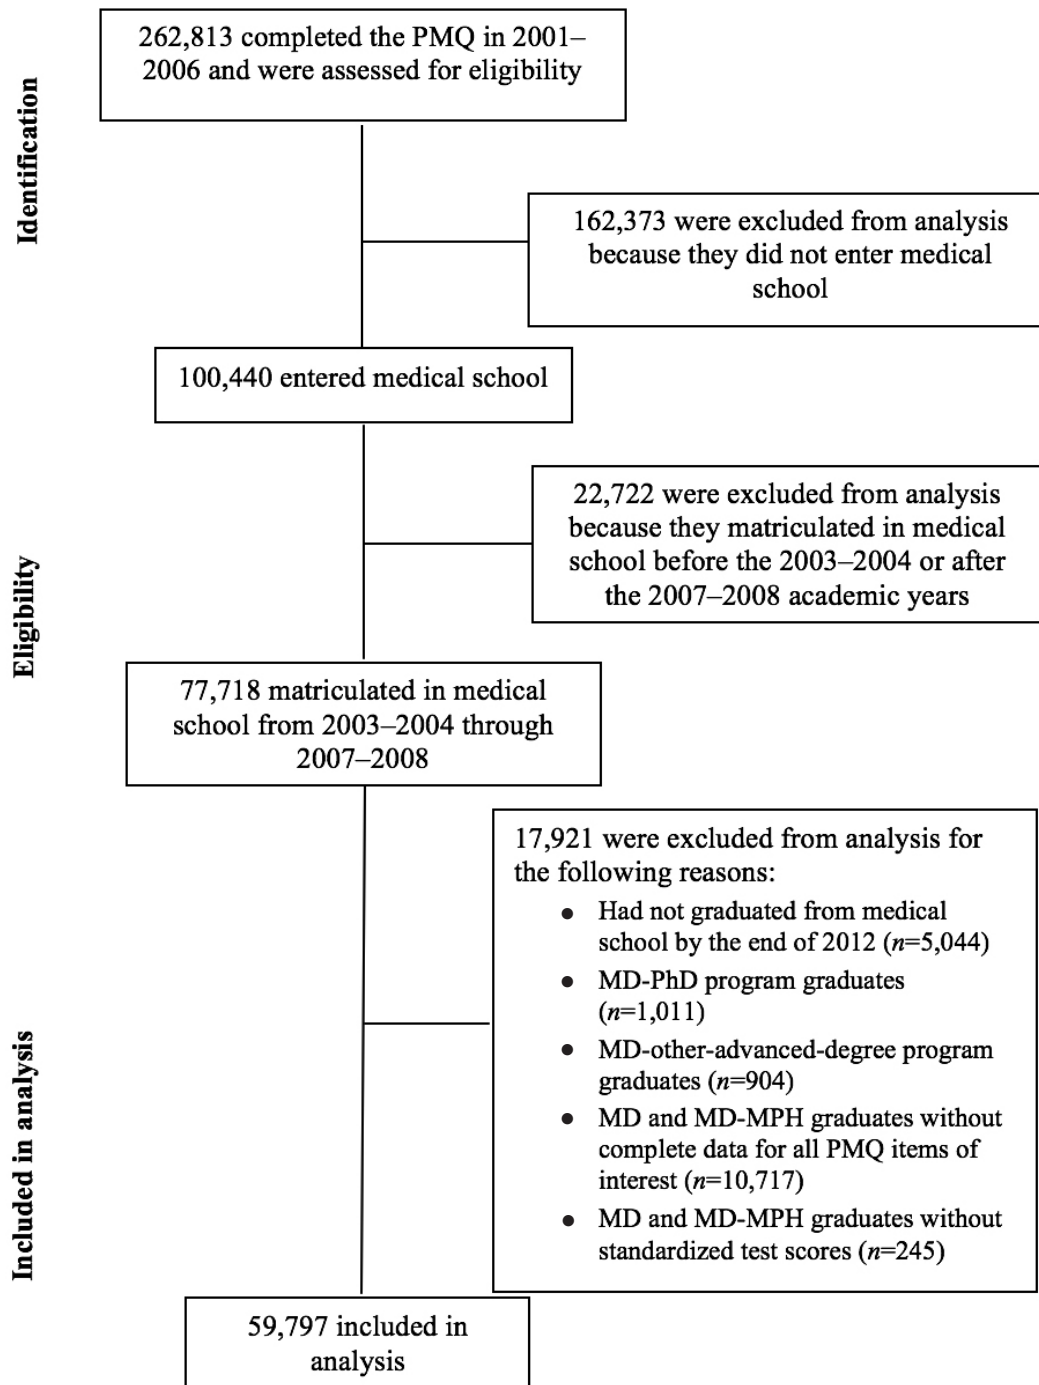 262,813 completed the PMQ in 2001–
2006 and were assessed for eligibility
Identification
162,373 were excluded from analysis
because they did not enter medical
school
100,440 entered medical school
22,722 were excluded from analysis
because they matriculated in medical
school before the 2003–2004 or after
the 2007–2008 academic years
Eligibility
77,718 matriculated in medical
school from 2003–2004 through
2007–2008
17,921 were excluded from analysis for
the following reasons:
● Had not graduated from medical
school by the end of 2012 (n=5,044)
● MD-PhD program graduates
(n=1,011)
● MD-other-advanced-degree program
graduates (n=904)
● MD and MD-MPH graduates without
complete data for all PMQ items of
interest (n=10,717)
● MD and MD-MPH graduates without
standardized test scores (n=245)
Included in analysis
59,797 included in
analysis